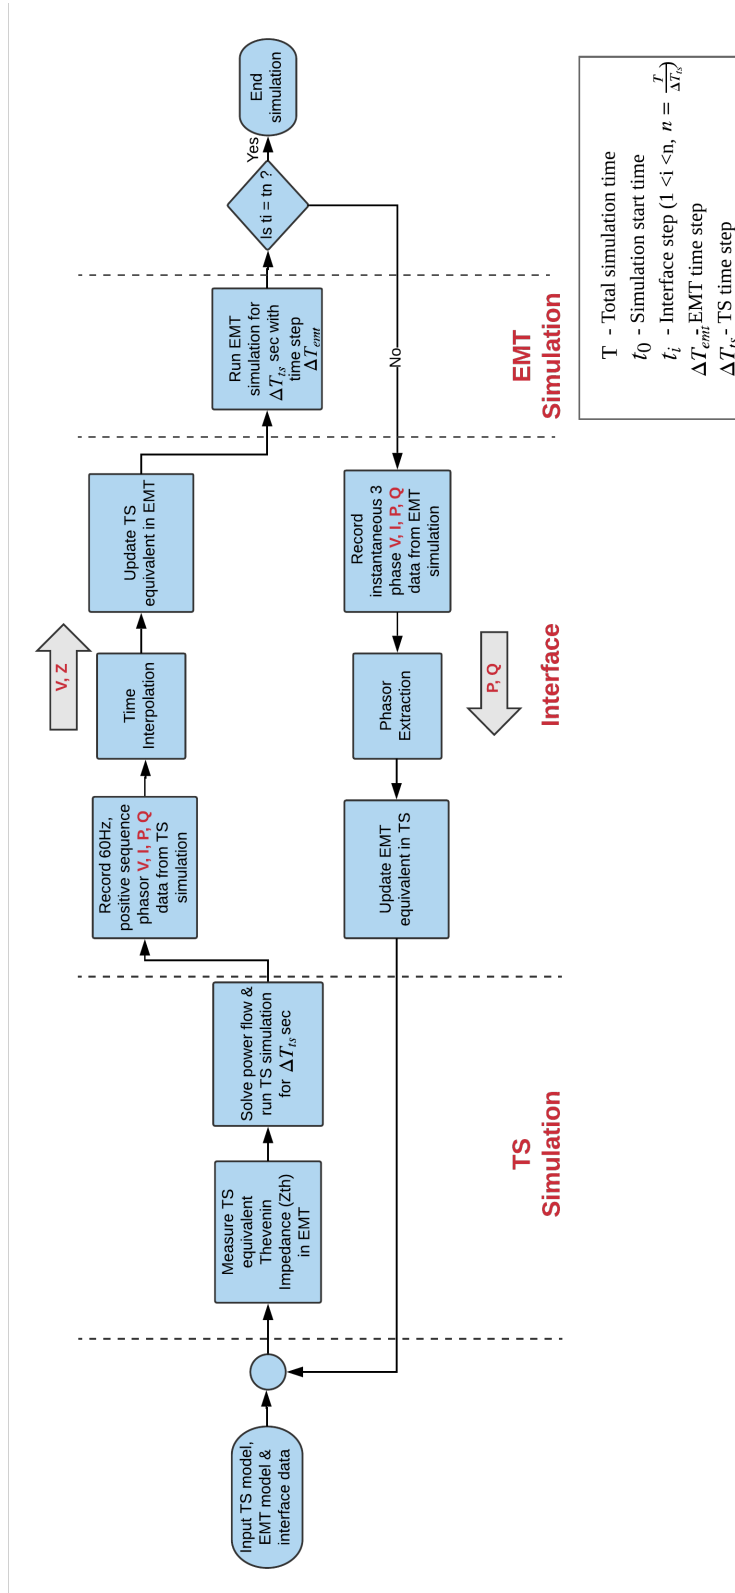 Input TS model,
EMT model &
interface data
Measure TS
equivalent
Thevenin
Impedance (Zth)
in EMT
Solve power flow &
run TS simulation
for ΔT_ts sec
TS
Simulation
Record 60Hz,
positive sequence
phasor V, I, P, Q
data from TS
simulation
Time
Interpolation
V, Z
Update TS
equivalent in EMT
Update EMT
equivalent in TS
Phasor
Extraction
P, Q
Record
instantaneous 3
phase V, I, P, Q
data from EMT
simulation
Interface
Run EMT
simulation for
ΔT_ts sec with
time step
ΔT_emt
EMT
Simulation
Is ti = tn ?
Yes
No
End
simulation
T - Total simulation time
t_0 - Simulation start time
t_i - Interface step (1 <i <n, n = T/ΔT_ts)
ΔT_emt - EMT time step
ΔT_ts - TS time step